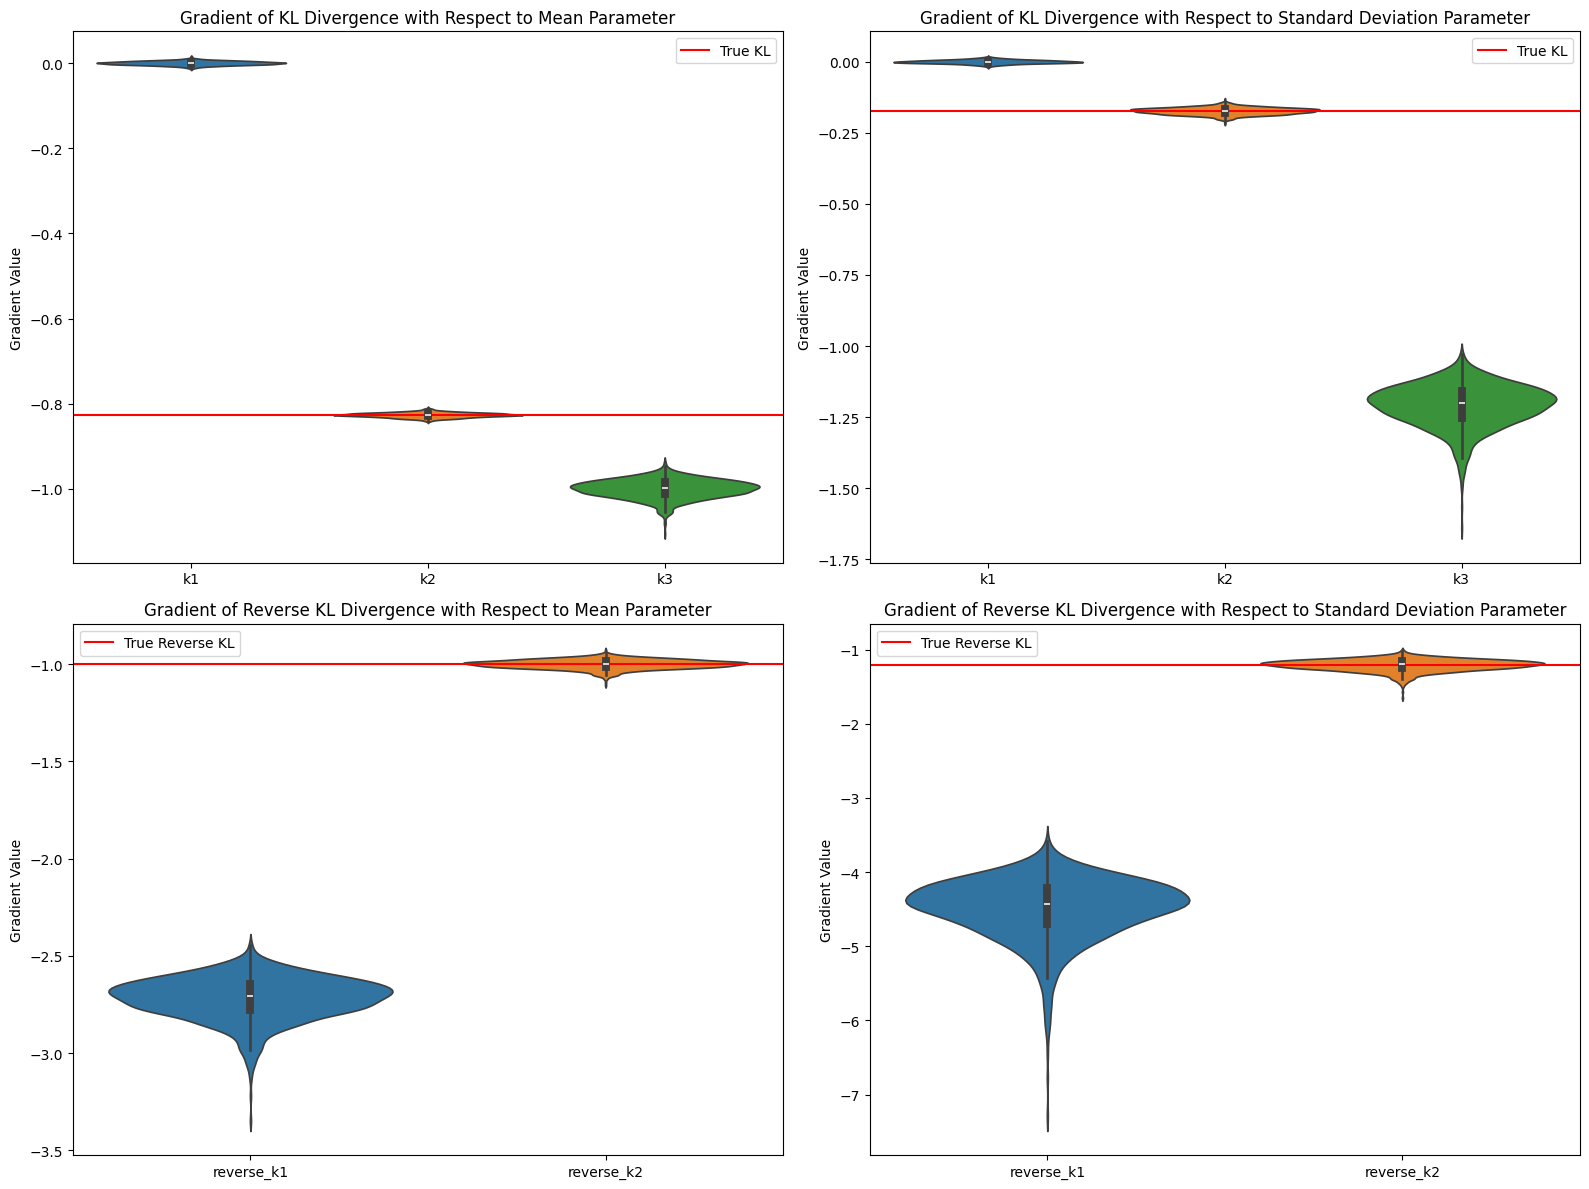 Gradient of KL Divergence with Respect to Mean Parameter
True KL
0.0
−0.2
−0.4
−0.6
−0.8
−1.0
Gradient Value
k1
k2
k3
Gradient of KL Divergence with Respect to Standard Deviation Parameter
True KL
0.00
−0.25
−0.50
−0.75
−1.00
−1.25
−1.50
−1.75
Gradient Value
k1
k2
k3
Gradient of Reverse KL Divergence with Respect to Mean Parameter
True Reverse KL
−1.0
−1.5
−2.0
−2.5
−3.0
−3.5
Gradient Value
reverse_k1
reverse_k2
Gradient of Reverse KL Divergence with Respect to Standard Deviation Parameter
True Reverse KL
−1
−2
−3
−4
−5
−6
−7
Gradient Value
reverse_k1
reverse_k2